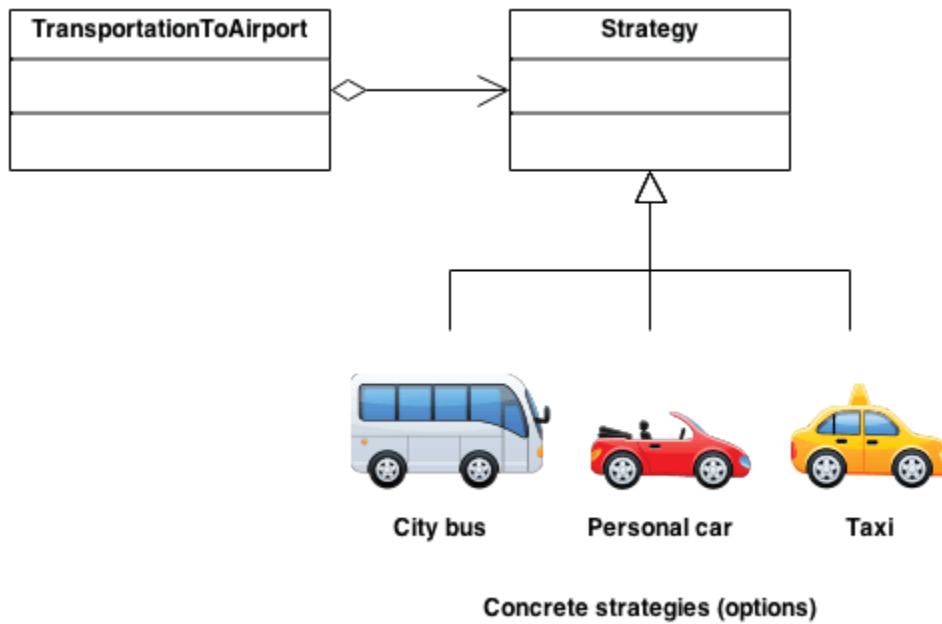 TransportationToAirport
Strategy
City bus
Personal car
Taxi
Concrete strategies (options)